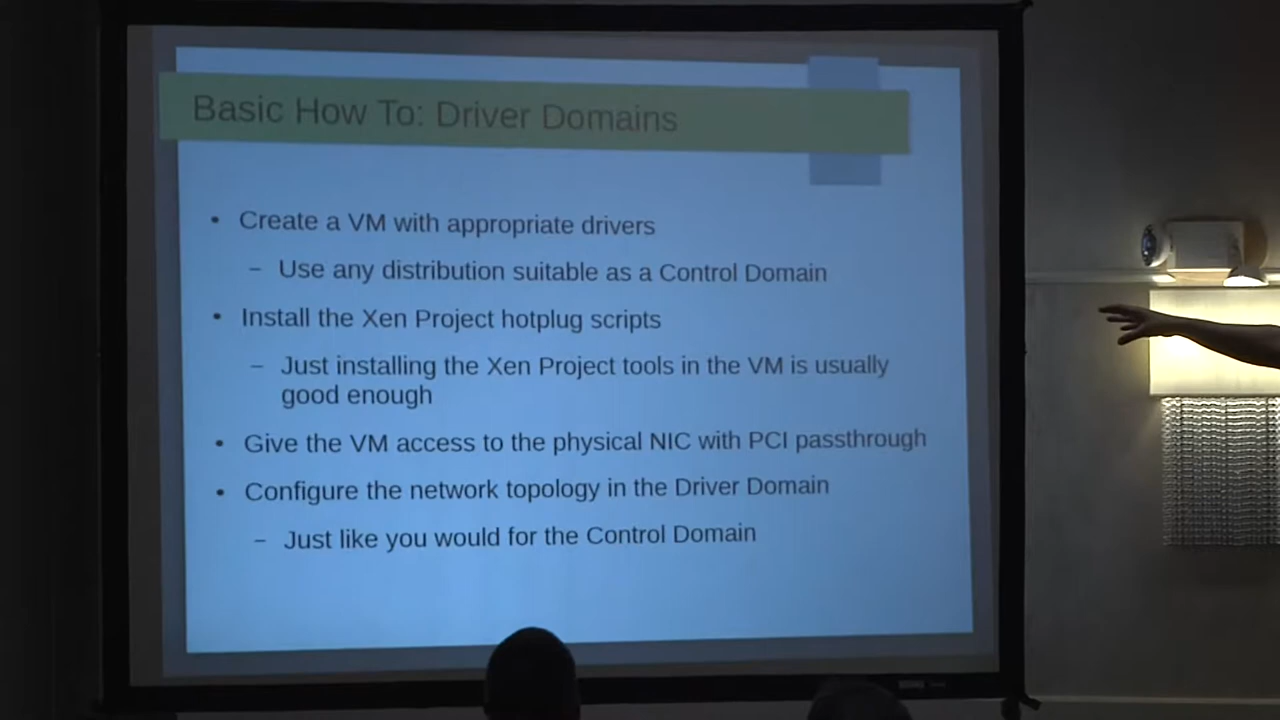 Basic How To: Driver Domains
• Create a VM with appropriate drivers
– Use any distribution suitable as a Control Domain
• Install the Xen Project hotplug scripts
– Just installing the Xen Project tools in the VM is usually
good enough
• Give the VM access to the physical NIC with PCI passthrough
• Configure the network topology in the Driver Domain
– Just like you would for the Control Domain